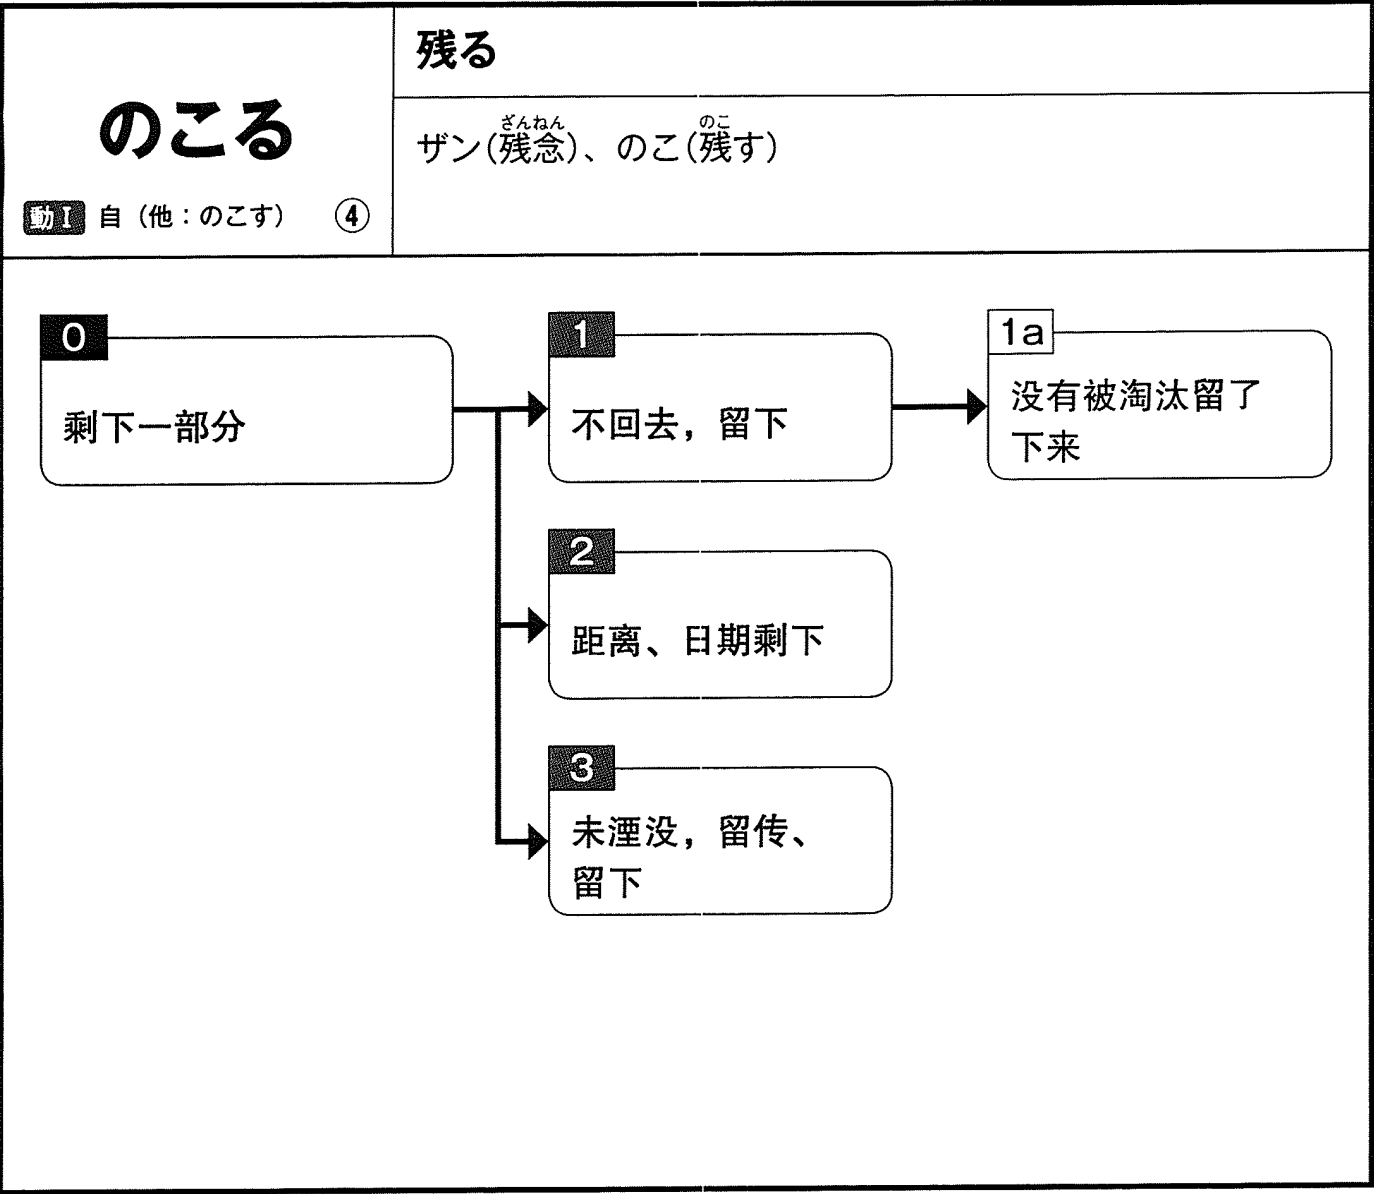 のこる
動I 自（他：のこす） ④
残る
ざんねん のこ
ザン(残念)、のこ(残す)
0
剩下一部分
1
不回去，留下
1a
没有被淘汰留了
下来
2
距离、日期剩下
3
未湮没，留传、
留下